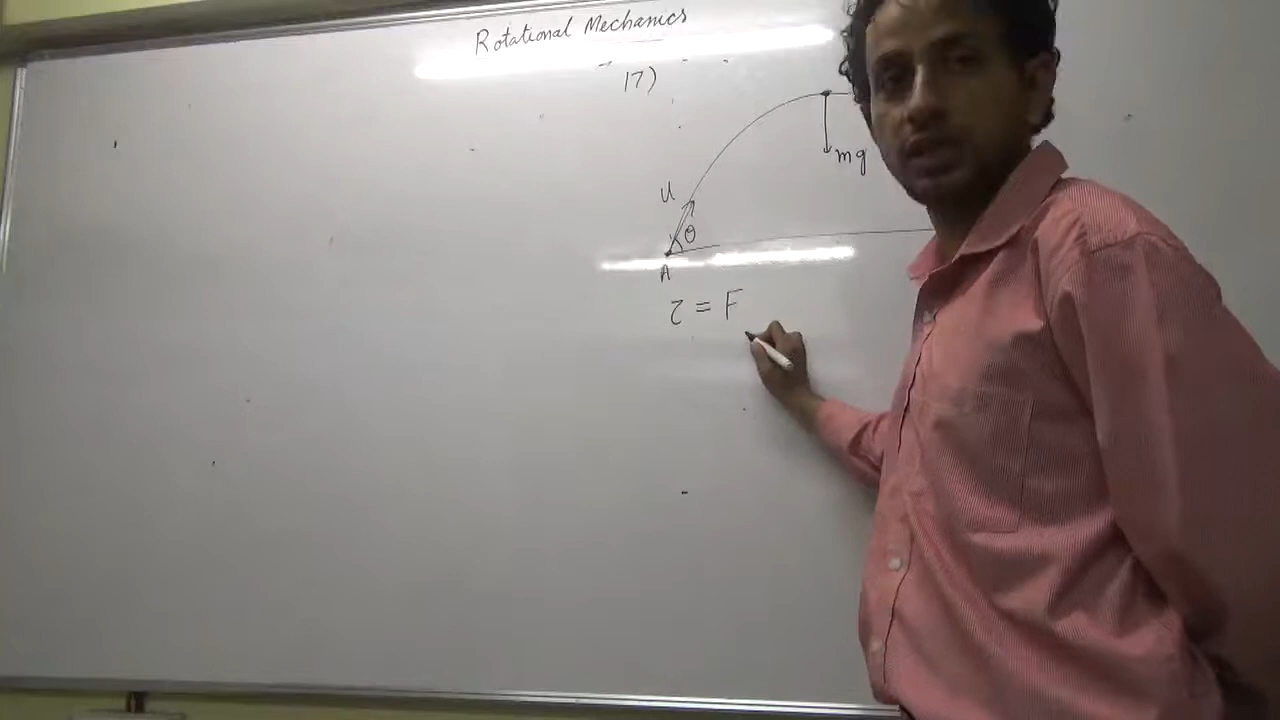 Rotational Mechanics
17)
mg
u
θ
A
τ = F